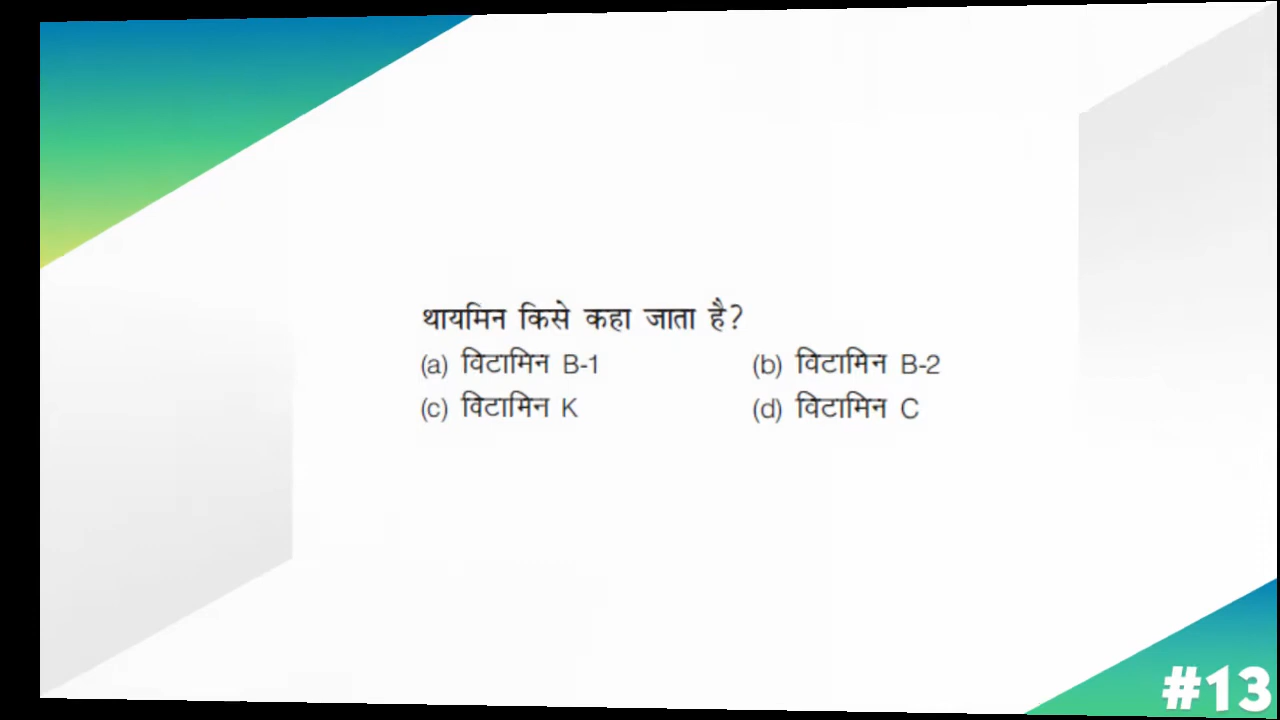 थायमिन किसे कहा जाता है?
(a) विटामिन B-1 (b) विटामिन B-2
(c) विटामिन K (d) विटामिन C
#13